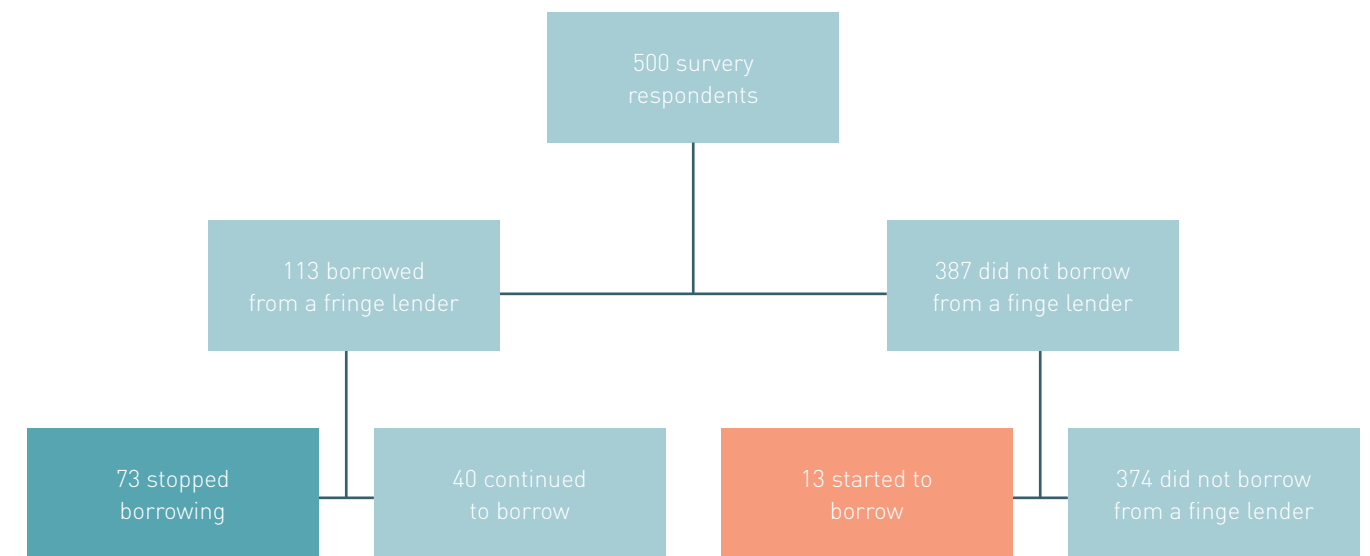 500 survery
respondents
113 borrowed
from a fringe lender
387 did not borrow
from a finge lender
73 stopped
borrowing
40 continued
to borrow
13 started to
borrow
374 did not borrow
from a finge lender